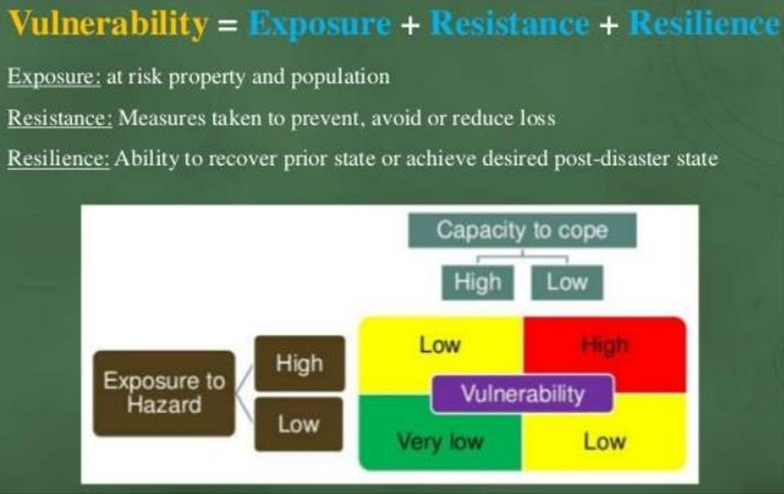 Vulnerability = Exposure + Resistance + Resilience
Exposure: at risk property and population
Resistance: Measures taken to prevent, avoid or reduce loss
Resilience: Ability to recover prior state or achieve desired post-disaster state
Capacity to cope
High Low
Exposure to
Hazard
High
Low
Low High
Vulnerability
Very low Low